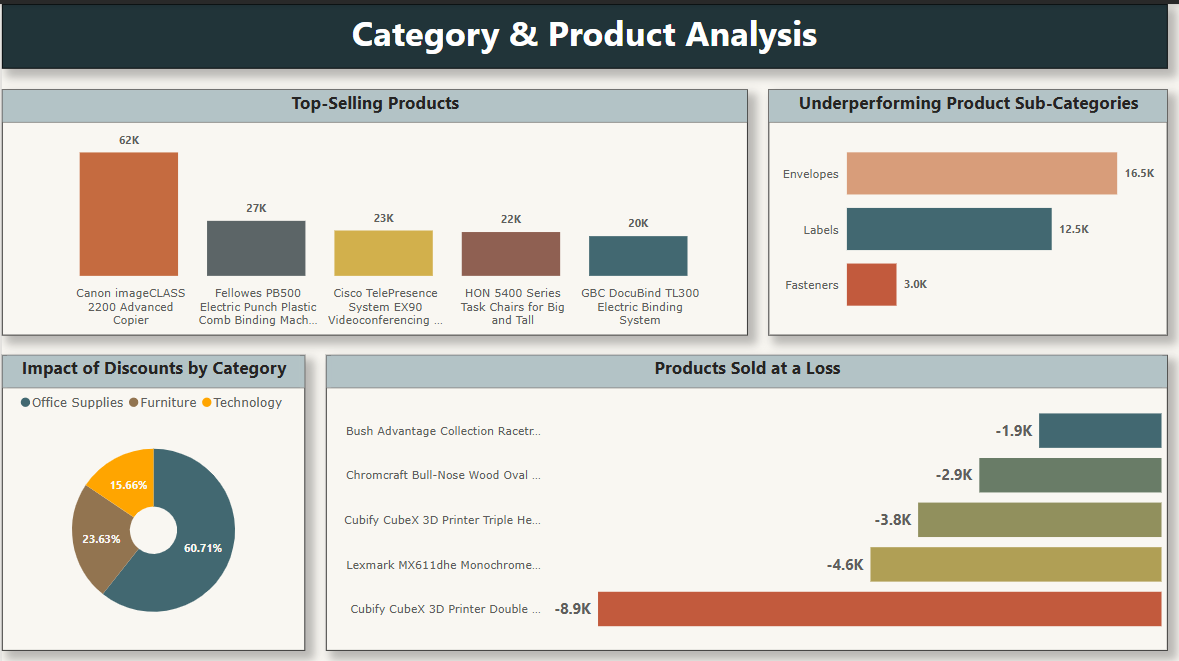 Category & Product Analysis
Top-Selling Products
62K
27K
23K
22K
20K
Canon imageCLASS
2200 Advanced
Copier
Fellowes PB500
Electric Punch Plastic
Comb Binding Mach...
Cisco TelePresence
System EX90
Videoconferencing ...
HON 5400 Series
Task Chairs for Big
and Tall
GBC DocuBind TL300
Electric Binding
System
Underperforming Product Sub-Categories
Envelopes 16.5K
Labels 12.5K
Fasteners 3.0K
Impact of Discounts by Category
Office Supplies Furniture Technology
15.66%
23.63%
60.71%
Products Sold at a Loss
Bush Advantage Collection Racetr... -1.9K
Chromcraft Bull-Nose Wood Oval ... -2.9K
Cubify CubeX 3D Printer Triple He... -3.8K
Lexmark MX611dhe Monochrome... -4.6K
Cubify CubeX 3D Printer Double ... -8.9K